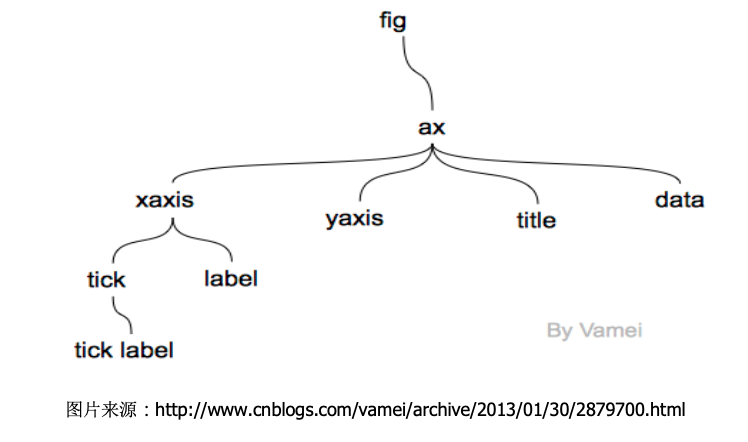 fig
ax
xaxis
yaxis
title
data
tick
label
tick label
By Vamei
图片来源：http://www.cnblogs.com/vamei/archive/2013/01/30/2879700.html